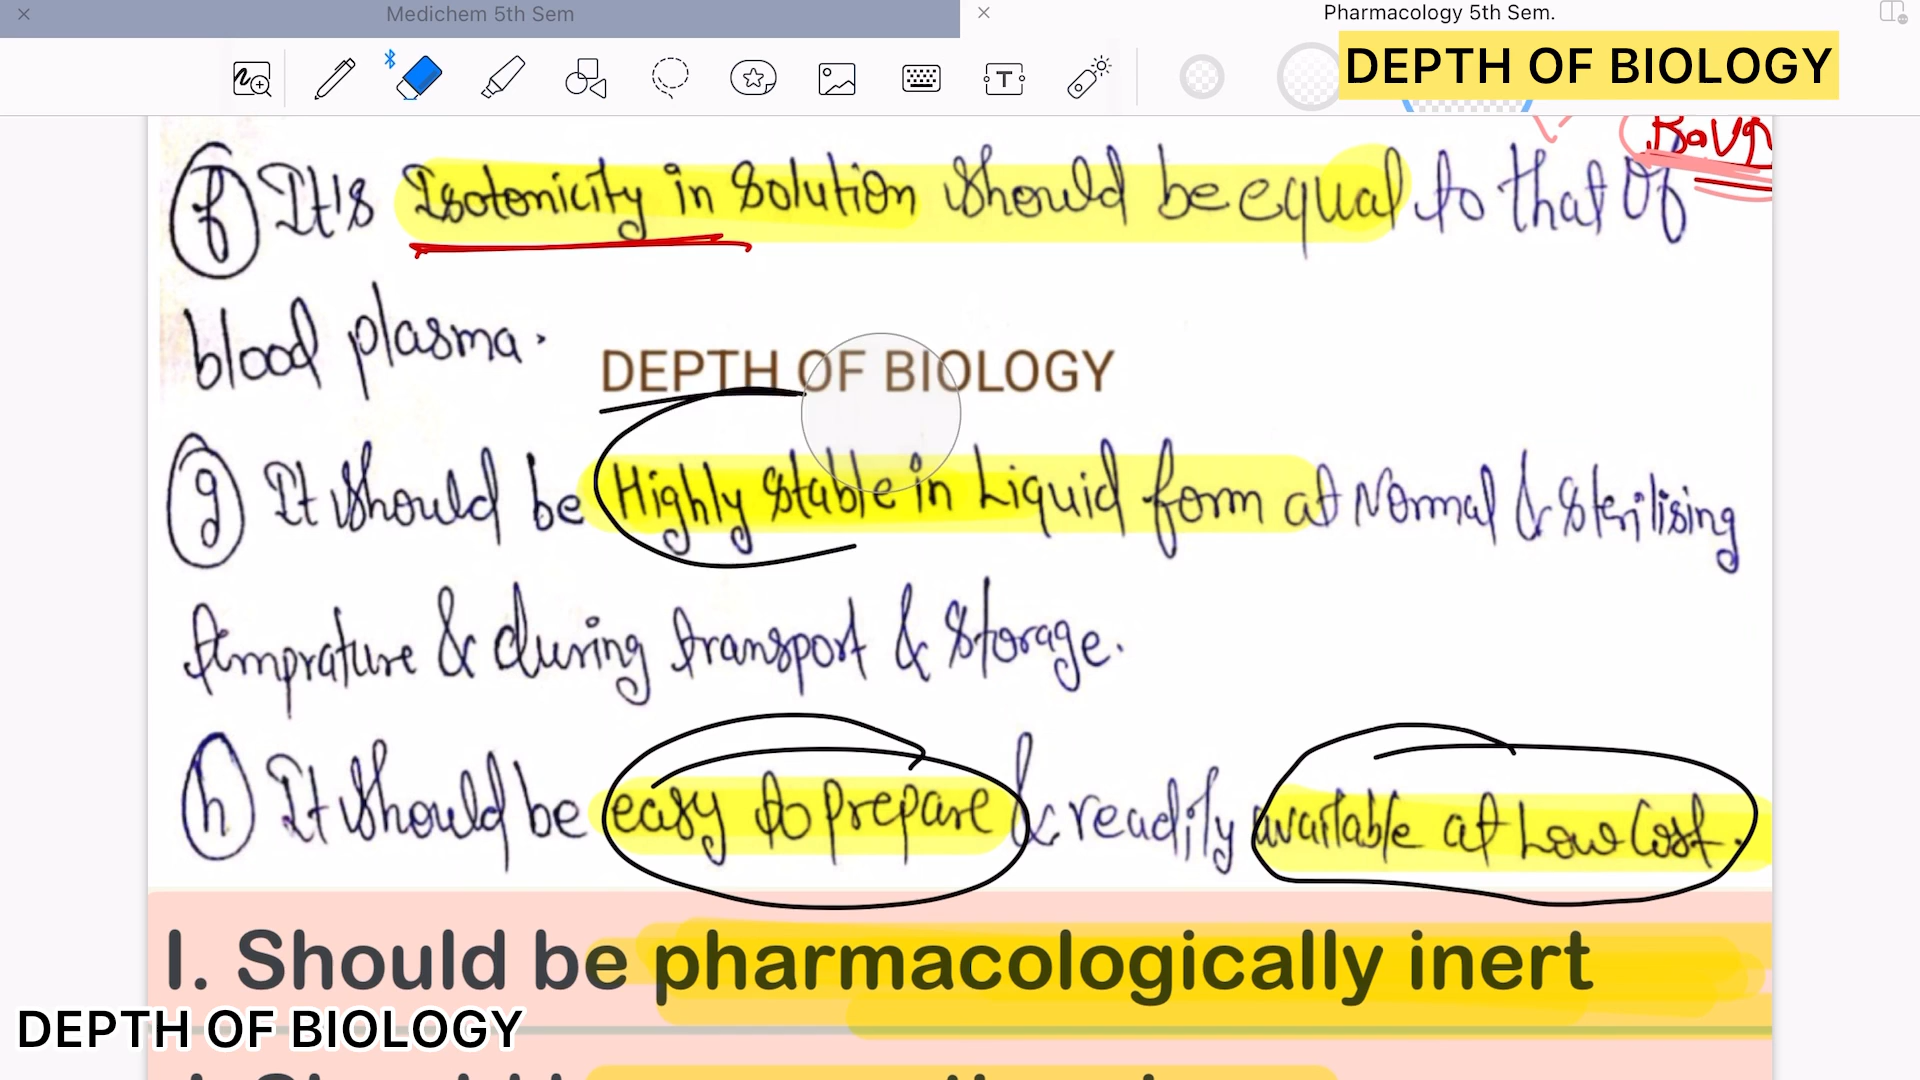 Medichem 5th Sem
Pharmacology 5th Sem.
DEPTH OF BIOLOGY
f It's Isotonicity in Solution should be equal to that of
blood plasma.
DEPTH OF BIOLOGY
g It should be Highly stable in Liquid form at Normal & Sterilising
temprature & during transport & storage.
h It should be easy to prepare & readily available at Low Cost.
I. Should be pharmacologically inert
DEPTH OF BIOLOGY